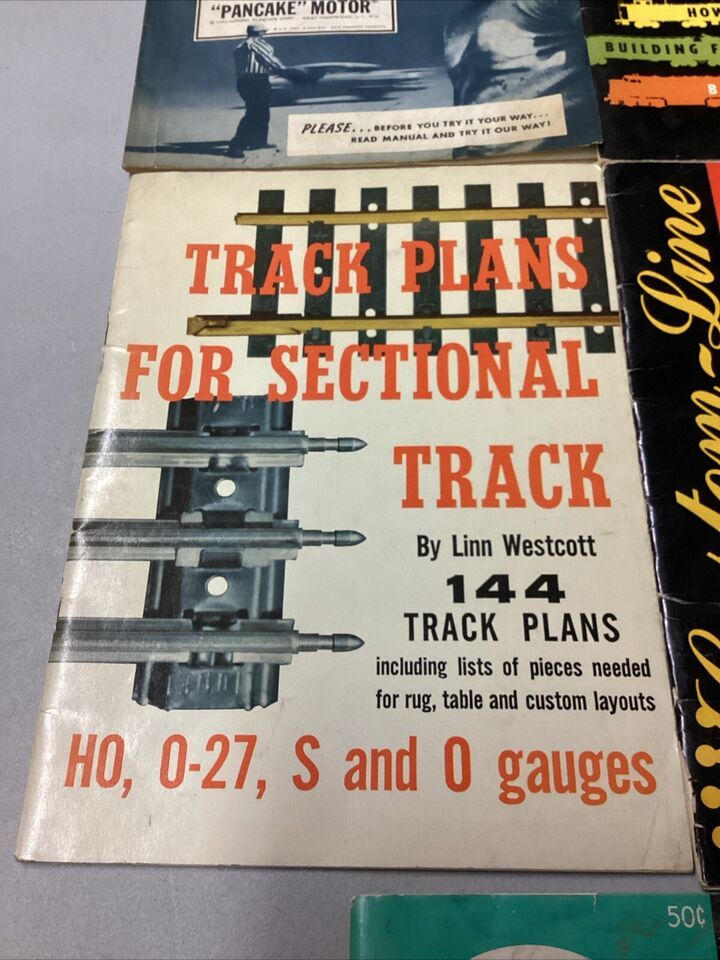 "PANCAKE" MOTOR
PLEASE... BEFORE YOU TRY IT YOUR WAY...
READ MANUAL AND TRY IT OUR WAY!
HOW
BUILDING F
B
TRACK PLANS
FOR SECTIONAL
TRACK
By Linn Westcott
144
TRACK PLANS
including lists of pieces needed
for rug, table and custom layouts
HO, O-27, S and O gauges
tom-Line
50¢